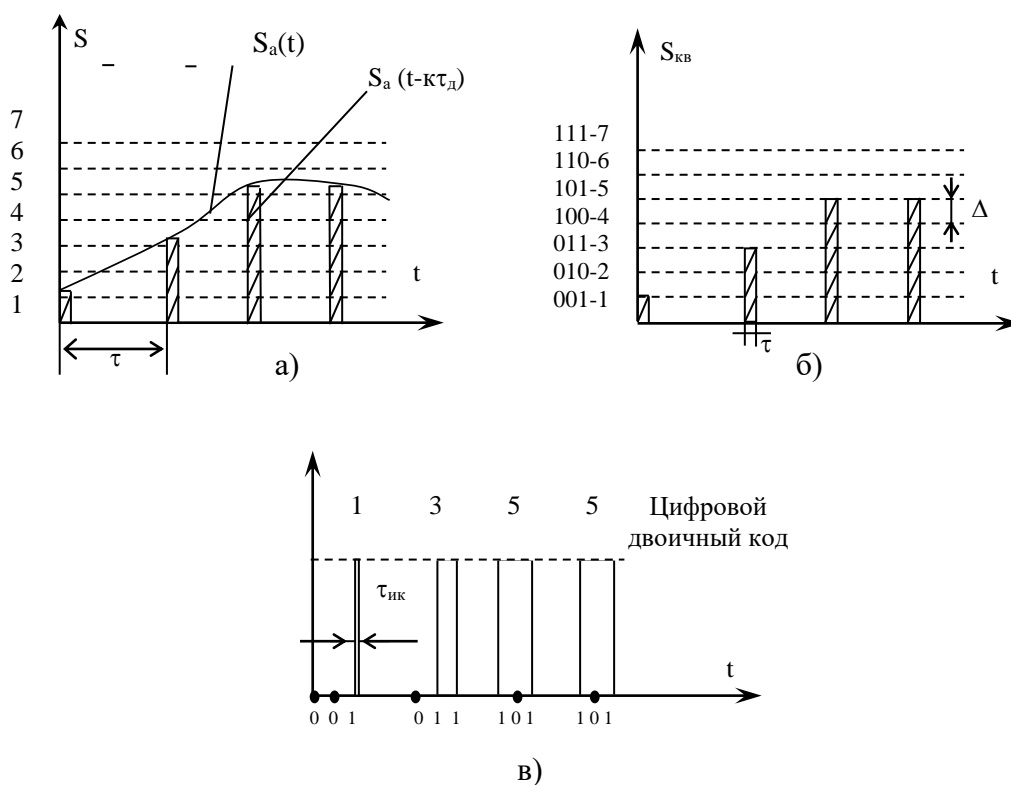 S
Sₐ(t)
Sₐ (t-кτд)
7
6
5
4
3
2
1
t
τ
а)
Sкв
111-7
110-6
101-5
100-4
011-3
010-2
001-1
Δ
t
τ
б)
1 3 5 5
Цифровой
двоичный код
τик
t
0 0 1 0 1 1 1 0 1 1 0 1
в)